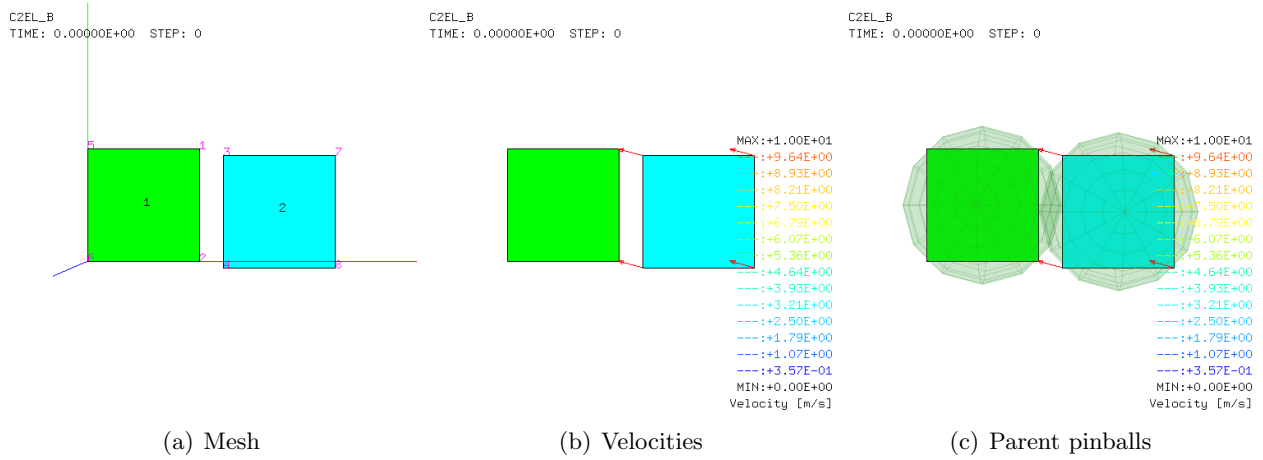 C2EL_B
TIME: 0.00000E+00 STEP: 0
5
1
3
7
1
2
4
8
(a) Mesh
C2EL_B
TIME: 0.00000E+00 STEP: 0
MAX:+1.00E+01
---:+9.64E+00
---:+8.93E+00
---:+8.21E+00
---:+7.50E+00
---:+6.79E+00
---:+6.07E+00
---:+5.36E+00
---:+4.64E+00
---:+3.93E+00
---:+3.21E+00
---:+2.50E+00
---:+1.79E+00
---:+1.07E+00
---:+3.57E-01
MIN:+0.00E+00
Velocity [m/s]
(b) Velocities
C2EL_B
TIME: 0.00000E+00 STEP: 0
MAX:+1.00E+01
---:+9.64E+00
---:+8.93E+00
---:+8.21E+00
---:+7.50E+00
---:+6.79E+00
---:+6.07E+00
---:+5.36E+00
---:+4.64E+00
---:+3.93E+00
---:+3.21E+00
---:+2.50E+00
---:+1.79E+00
---:+1.07E+00
---:+3.57E-01
MIN:+0.00E+00
Velocity [m/s]
(c) Parent pinballs